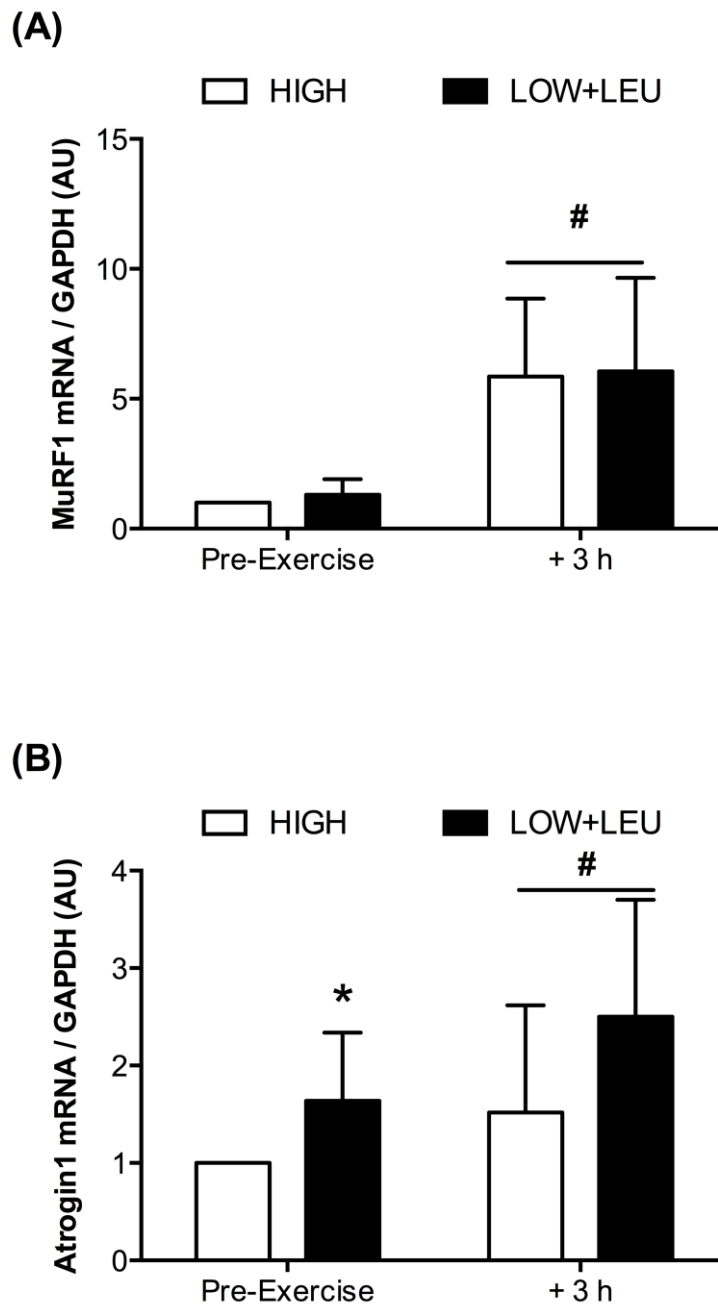 (A)
HIGH LOW+LEU
MuRF1 mRNA / GAPDH (AU)
15
10
5
0
#
Pre-Exercise + 3 h
(B)
HIGH LOW+LEU
Atrogin1 mRNA / GAPDH (AU)
4
3
2
1
0
#
*
Pre-Exercise + 3 h